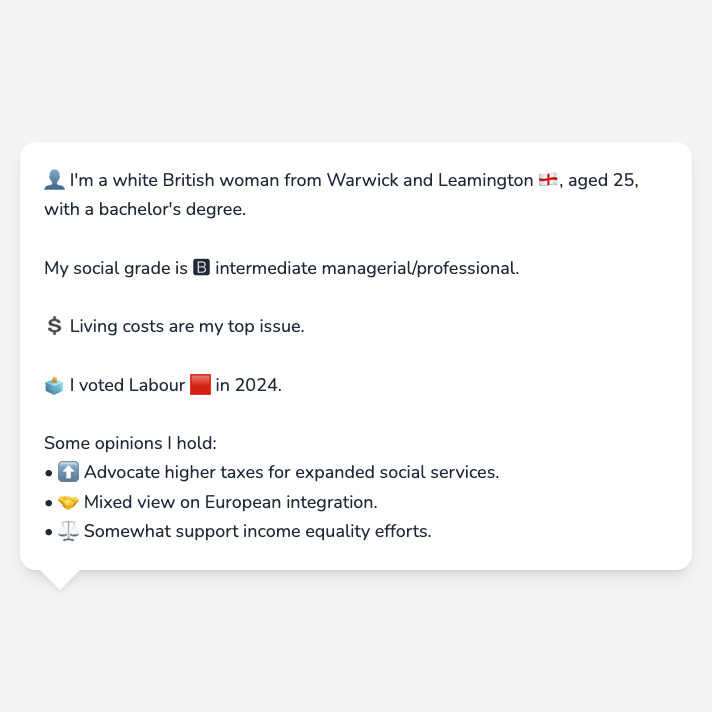 👤 I'm a white British woman from Warwick and Leamington 🏴󠁧󠁢󠁥󠁮󠁧󠁿, aged 25,
with a bachelor's degree.
My social grade is 🅱 intermediate managerial/professional.
💲 Living costs are my top issue.
🗳️ I voted Labour 🟥 in 2024.
Some opinions I hold:
• ⬆️ Advocate higher taxes for expanded social services.
• 🤝 Mixed view on European integration.
• ⚖️ Somewhat support income equality efforts.